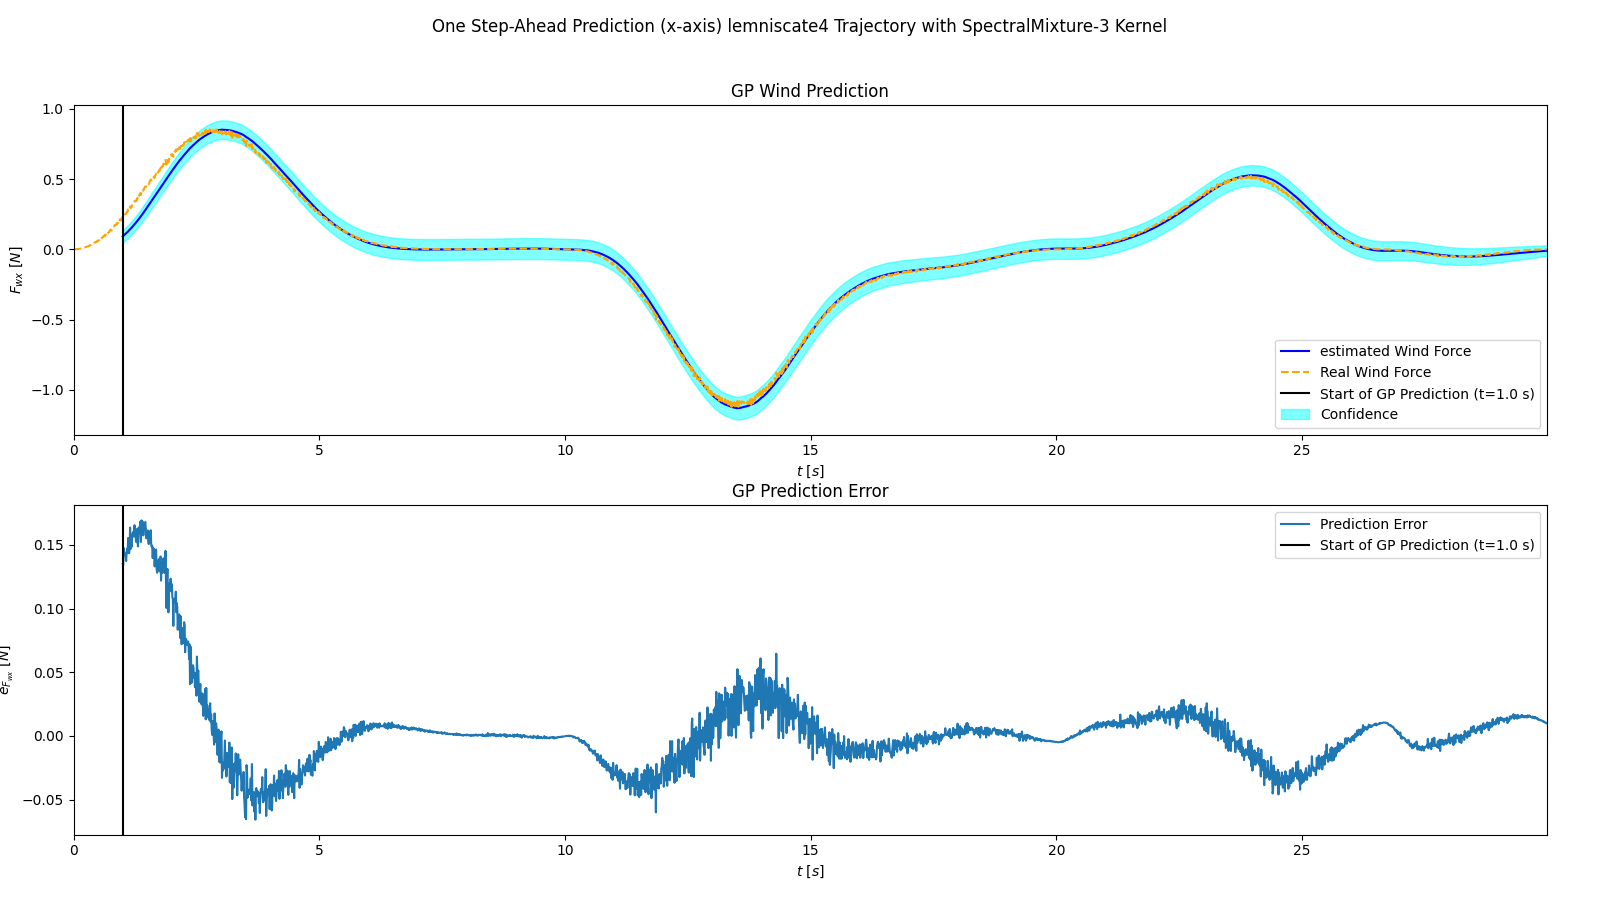 One Step-Ahead Prediction (x-axis) lemniscate4 Trajectory with SpectralMixture-3 Kernel
GP Wind Prediction
1.0
0.5
0.0
−0.5
−1.0
F_wx [N]
estimated Wind Force
Real Wind Force
Start of GP Prediction (t=1.0 s)
Confidence
0 5 10 15 20 25
t [s]
GP Prediction Error
0.15
0.10
0.05
0.00
−0.05
e_F_wx [N]
Prediction Error
Start of GP Prediction (t=1.0 s)
0 5 10 15 20 25
t [s]